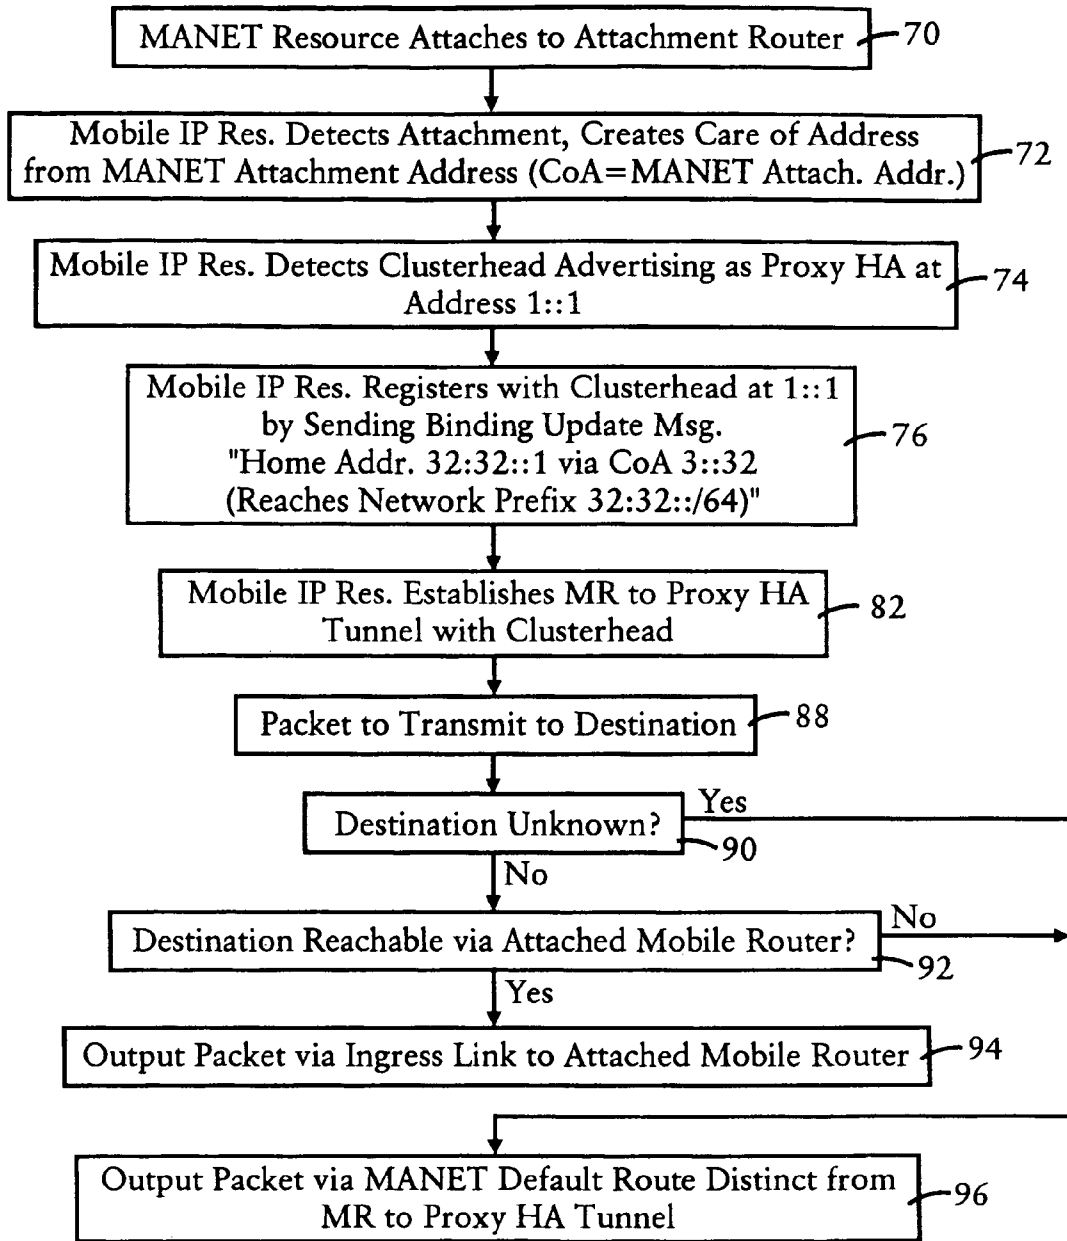 MANET Resource Attaches to Attachment Router
70
Mobile IP Res. Detects Attachment, Creates Care of Address
from MANET Attachment Address (CoA=MANET Attach. Addr.)
72
Mobile IP Res. Detects Clusterhead Advertising as Proxy HA at
Address 1::1
74
Mobile IP Res. Registers with Clusterhead at 1::1
by Sending Binding Update Msg.
"Home Addr. 32:32::1 via CoA 3::32
(Reaches Network Prefix 32:32::/64)"
76
Mobile IP Res. Establishes MR to Proxy HA
Tunnel with Clusterhead
82
Packet to Transmit to Destination
88
Destination Unknown?
Yes
90
No
Destination Reachable via Attached Mobile Router?
No
92
Yes
Output Packet via Ingress Link to Attached Mobile Router
94
Output Packet via MANET Default Route Distinct from
MR to Proxy HA Tunnel
96